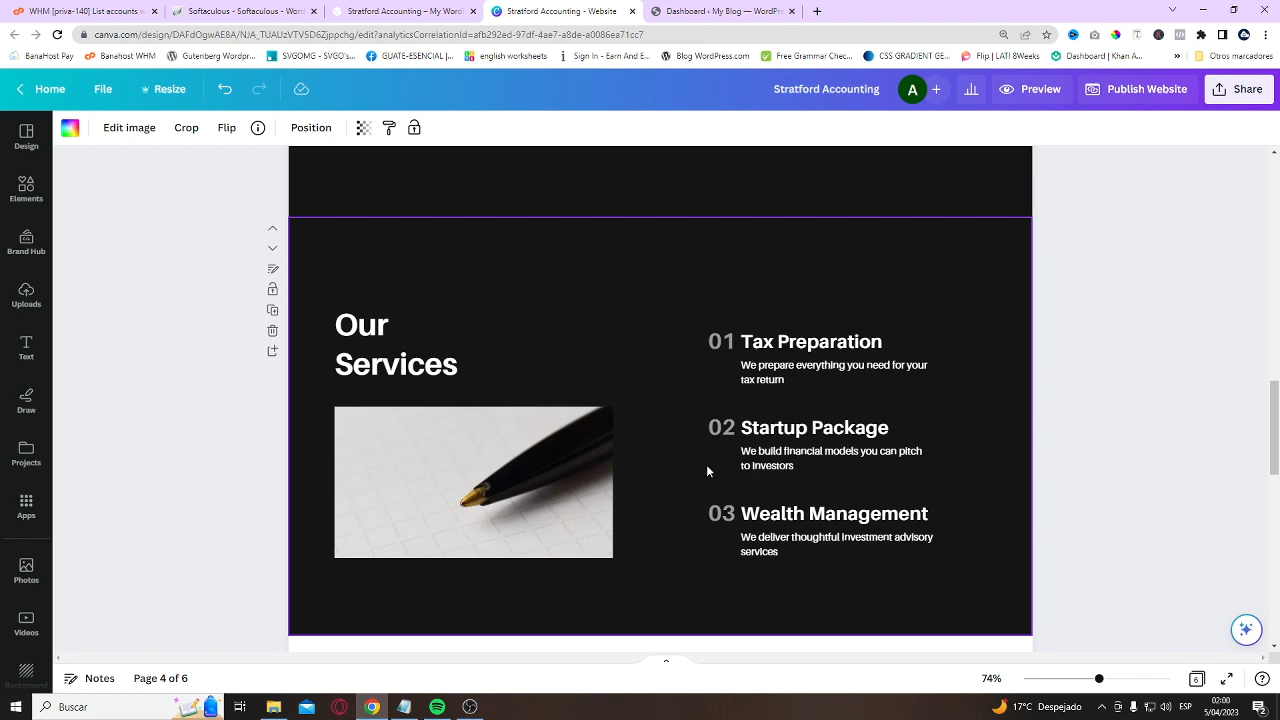 WHM [priva-140] List accounts w
Softaculous - Softaculous - Wor
Stratford Accounting - My WordF
Stratford Accounting - Website
Dashboard ‹ My Blog — WordPre
canva.com/design/DAFdOgwAE8A/NJA_TUAUzVTV5D6Zjppchg/edit?analyticsCorrelationId=afb292ed-97df-4ae7-a8de-a0086ea71cc7
BanaHost PY
Banahost WHM
Gutenberg Wordpress
SVGOMG - SVGO's...
GUATE-ESENCIAL |...
english worksheets
Sign In - Earn And E...
Blog WordPress.com
Free Grammar Chec...
CSS GRADIENT GE...
Flip | LATI 8Weeks
Dashboard | Khan A...
»
Otros marcadores
Home
File
Resize
Stratford Accounting
A
Preview
Publish Website
Share
Edit image
Crop
Flip
Position
Design
Elements
Brand Hub
Uploads
Text
Draw
Projects
Apps
Photos
Videos
Background
Our
Services
01 Tax Preparation
We prepare everything you need for your
tax return
02 Startup Package
We build financial models you can pitch
to investors
03 Wealth Management
We deliver thoughtful investment advisory
services
Notes
Page 4 of 6
74%
6
Buscar
17°C Despejado
ESP
02:00
5/04/2023